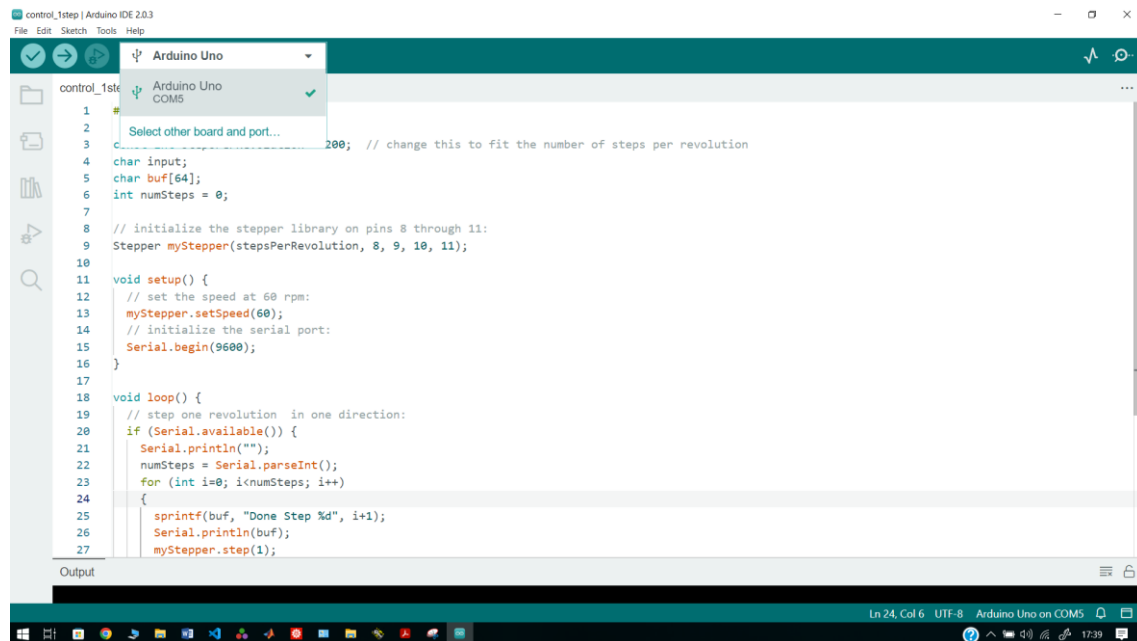 control_1step | Arduino IDE 2.0.3
File Edit Sketch Tools Help
Arduino Uno
control_1ste
Arduino Uno
COM5
Select other board and port...
1 #
2
3 200; // change this to fit the number of steps per revolution
4 char input;
5 char buf[64];
6 int numSteps = 0;
7
8 // initialize the stepper library on pins 8 through 11:
9 Stepper myStepper(stepsPerRevolution, 8, 9, 10, 11);
10
11 void setup() {
12 // set the speed at 60 rpm:
13 myStepper.setSpeed(60);
14 // initialize the serial port:
15 Serial.begin(9600);
16 }
17
18 void loop() {
19 // step one revolution  in one direction:
20 if (Serial.available()) {
21 Serial.println("");
22 numSteps = Serial.parseInt();
23 for (int i=0; i<numSteps; i++)
24 {
25 sprintf(buf, "Done Step %d", i+1);
26 Serial.println(buf);
27 myStepper.step(1);
Output
Ln 24, Col 6 UTF-8 Arduino Uno on COM5
17:39